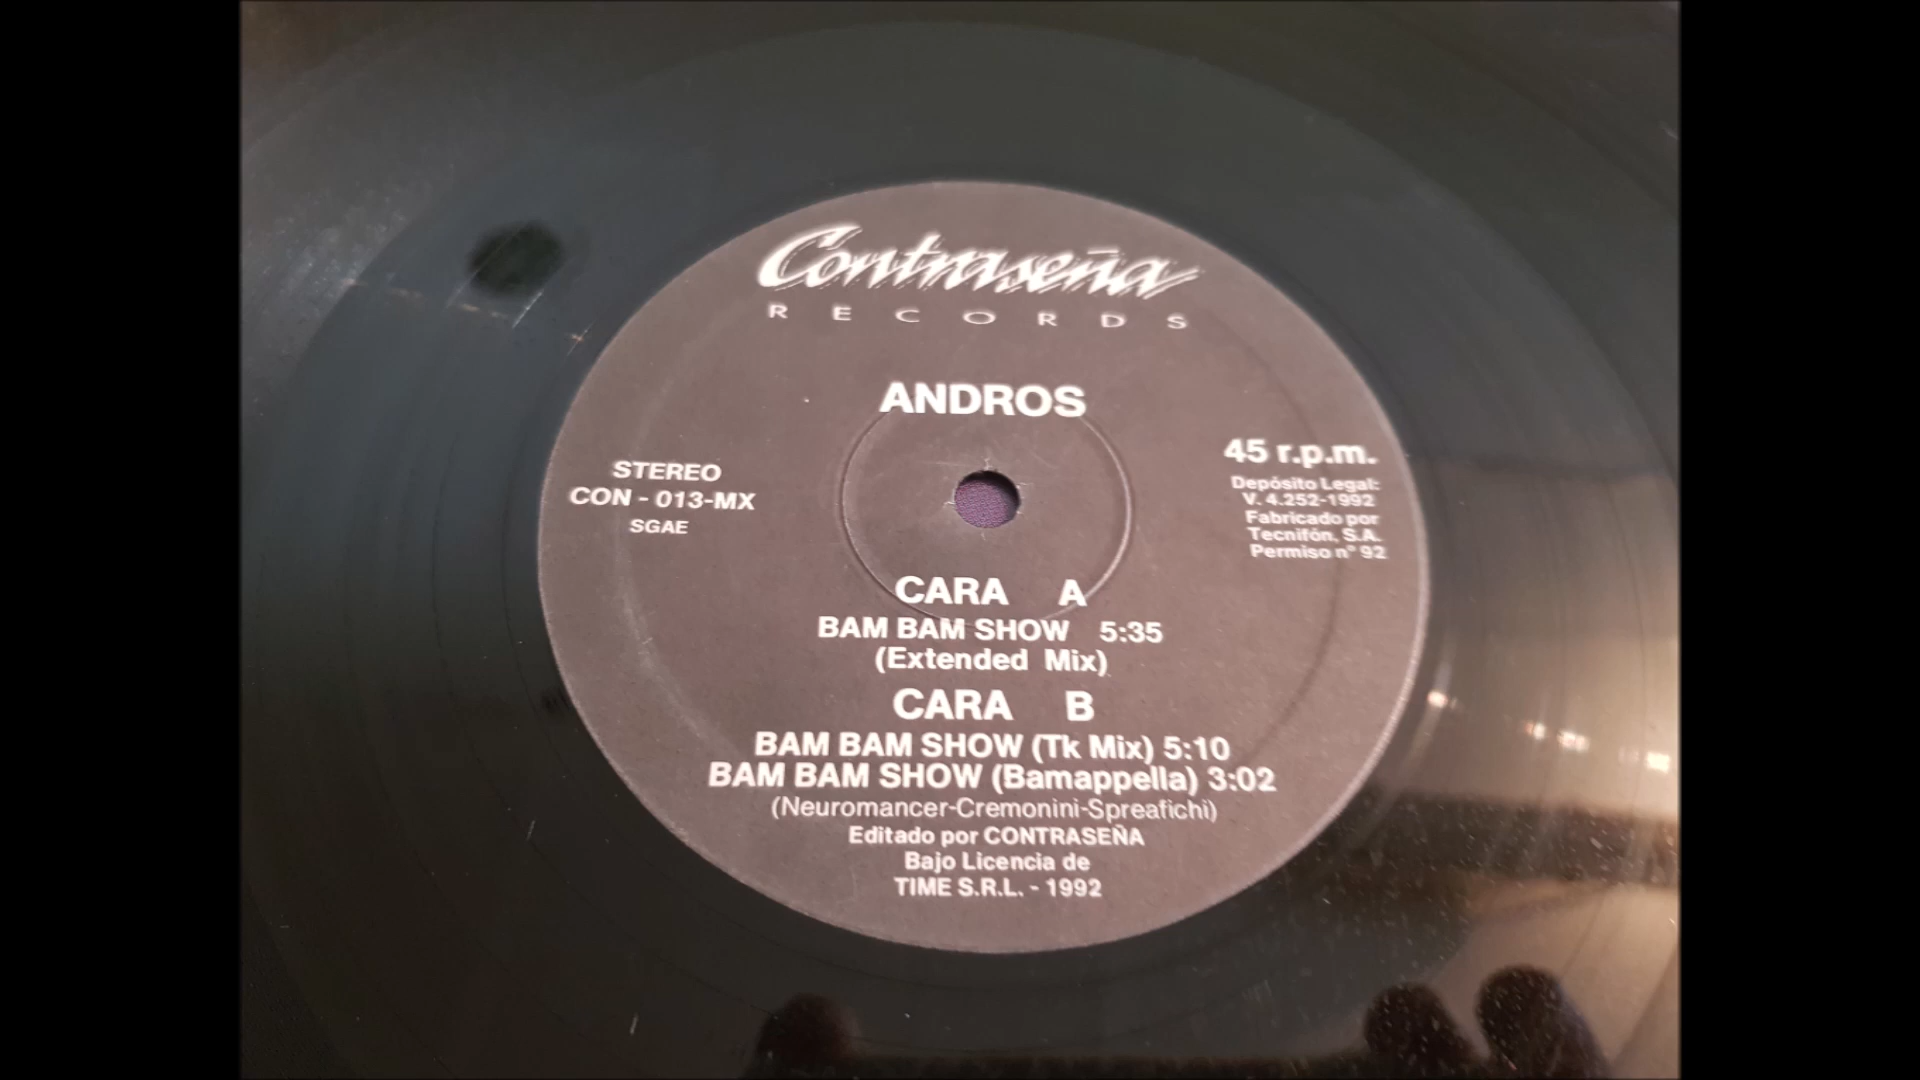 Contraseña
RECORDS
ANDROS
STEREO
CON - 013-MX
SGAE
45 r.p.m.
Depósito Legal:
V. 4.252-1992
Fabricado por
Tecnifón, S.A.
Permiso nº 92
CARA A
BAM BAM SHOW 5:35
(Extended Mix)
CARA B
BAM BAM SHOW (Tk Mix) 5:10
BAM BAM SHOW (Bamappella) 3:02
(Neuromancer-Cremonini-Spreafichi)
Editado por CONTRASEÑA
Bajo Licencia de
TIME S.R.L. - 1992